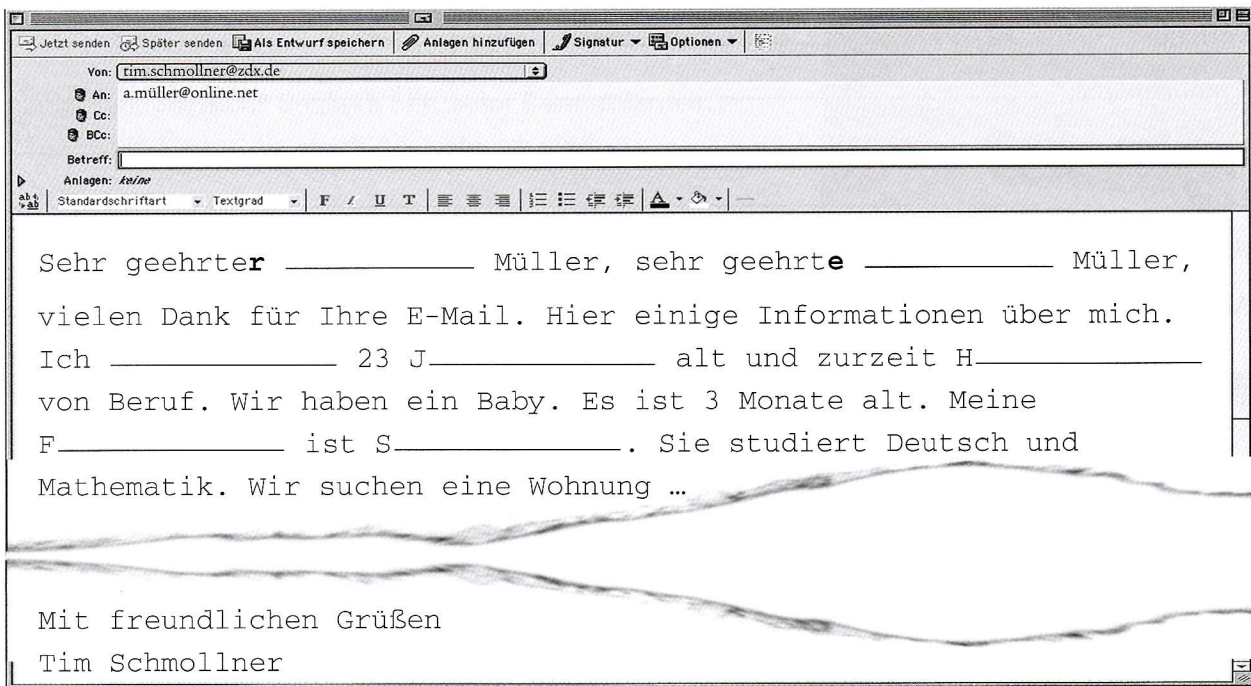 Jetzt senden Später senden Als Entwurf speichern Anlagen hinzufügen Signatur Optionen
Von: tim.schmollner@zdx.de
An: a.müller@online.net
Cc:
BCc:
Betreff:
Anlagen: keine
Standardschriftart Textgrad F I U T A
Sehr geehrter __________ Müller, sehr geehrte __________ Müller,
vielen Dank für Ihre E-Mail. Hier einige Informationen über mich.
Ich __________ 23 J__________ alt und zurzeit H__________
von Beruf. Wir haben ein Baby. Es ist 3 Monate alt. Meine
F__________ ist S__________. Sie studiert Deutsch und
Mathematik. Wir suchen eine Wohnung …
Mit freundlichen Grüßen
Tim Schmollner